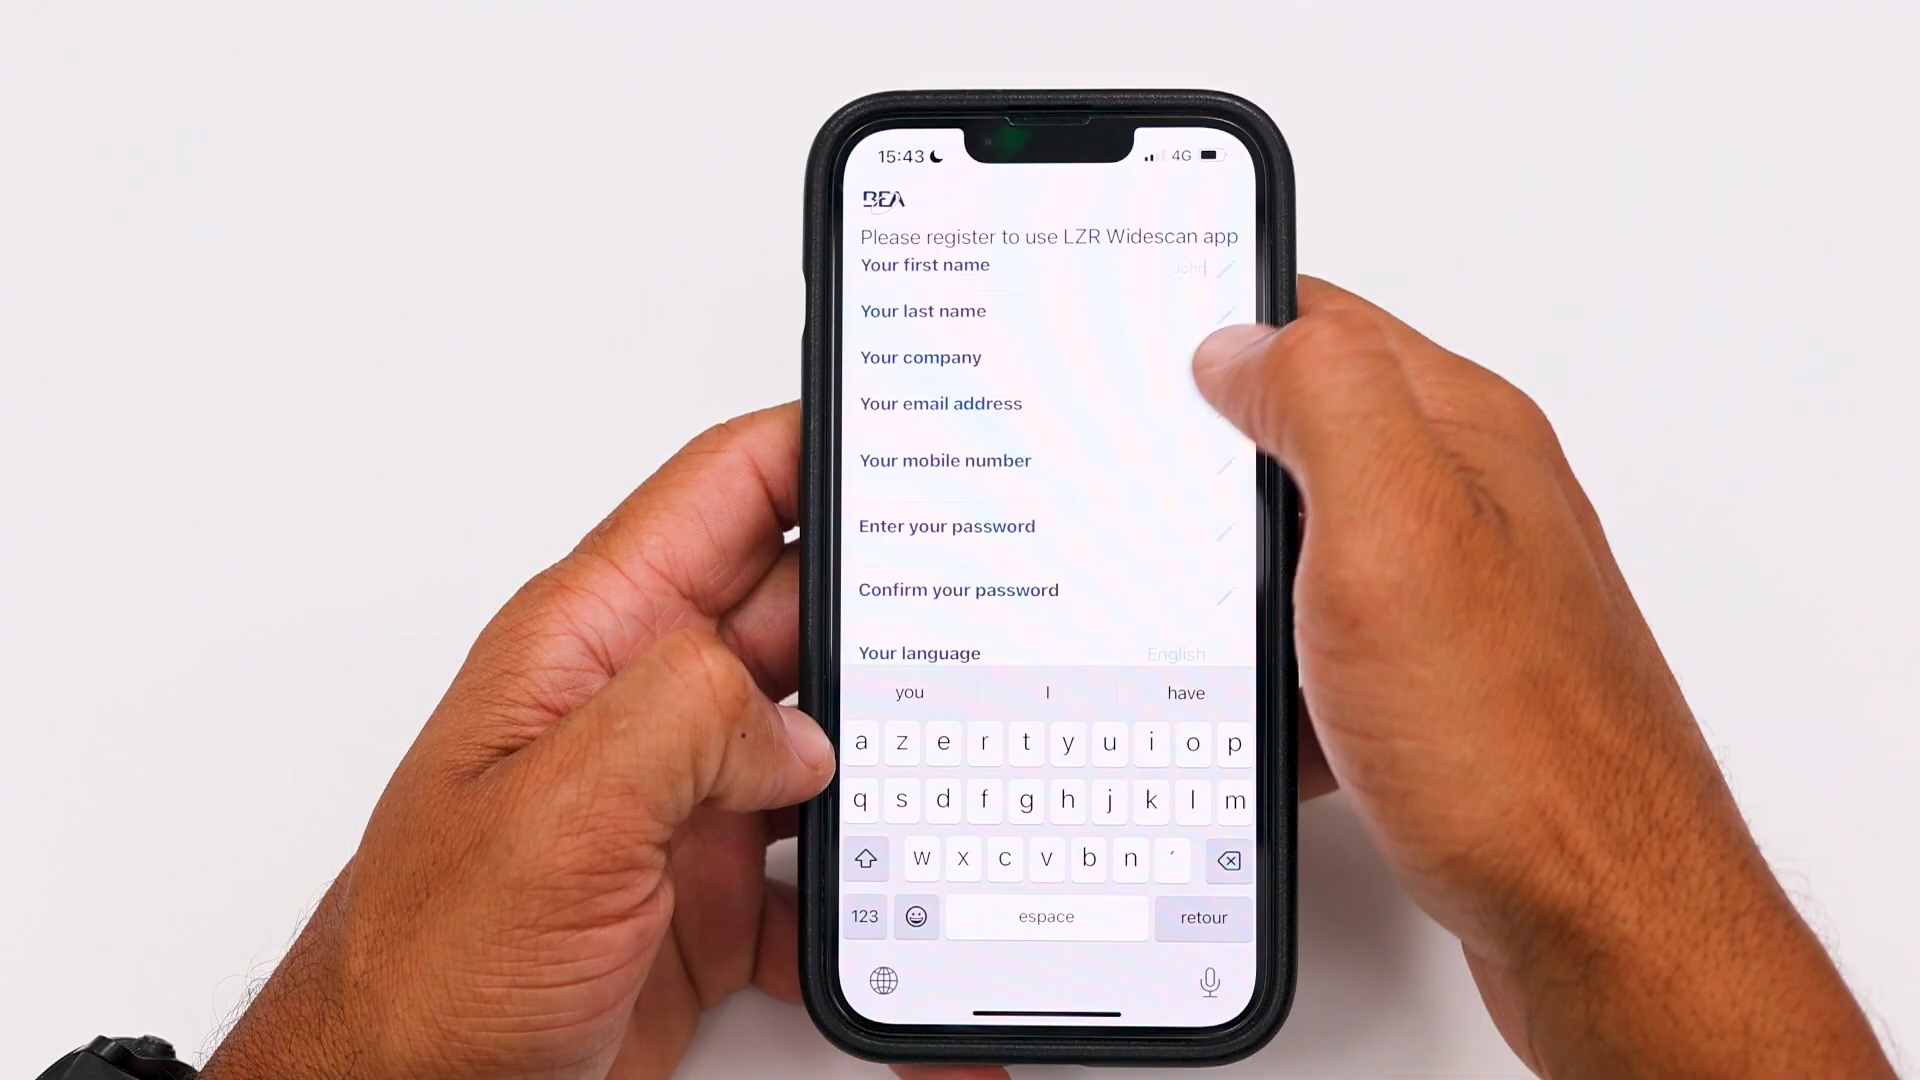 15:43 4G
BEA
Please register to use LZR Widescan app
Your first name John
Your last name
Your company
Your email address
Your mobile number
Enter your password
Confirm your password
Your language English
you I have
a z e r t y u i o p
q s d f g h j k l m
w x c v b n ´
123 espace retour